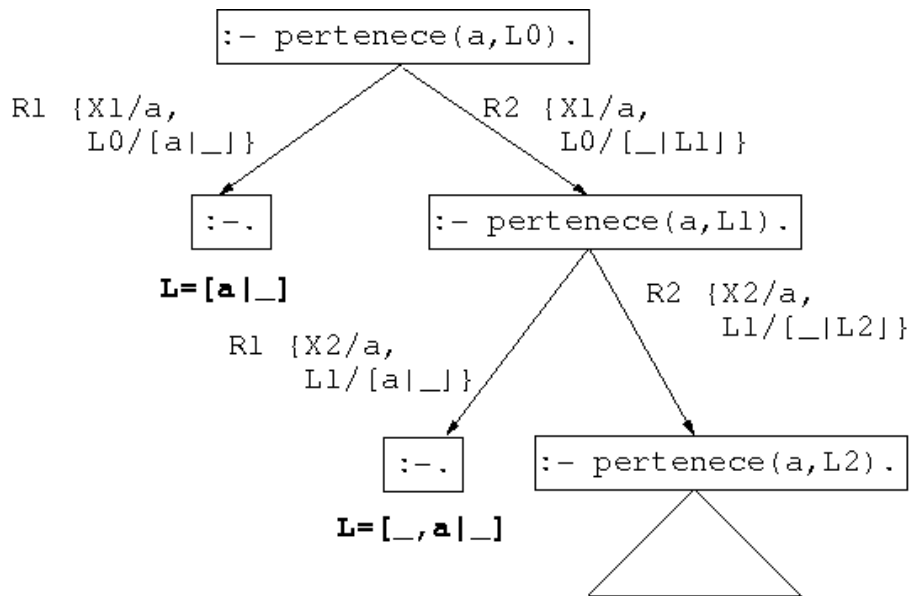 :- pertenece(a,L0).
R1 {X1/a,
L0/[a|_]}
R2 {X1/a,
L0/[_|L1]}
:-.
:- pertenece(a,L1).
L=[a|_]
R1 {X2/a,
L1/[a|_]}
R2 {X2/a,
L1/[_|L2]}
:-.
:- pertenece(a,L2).
L=[_,a|_]